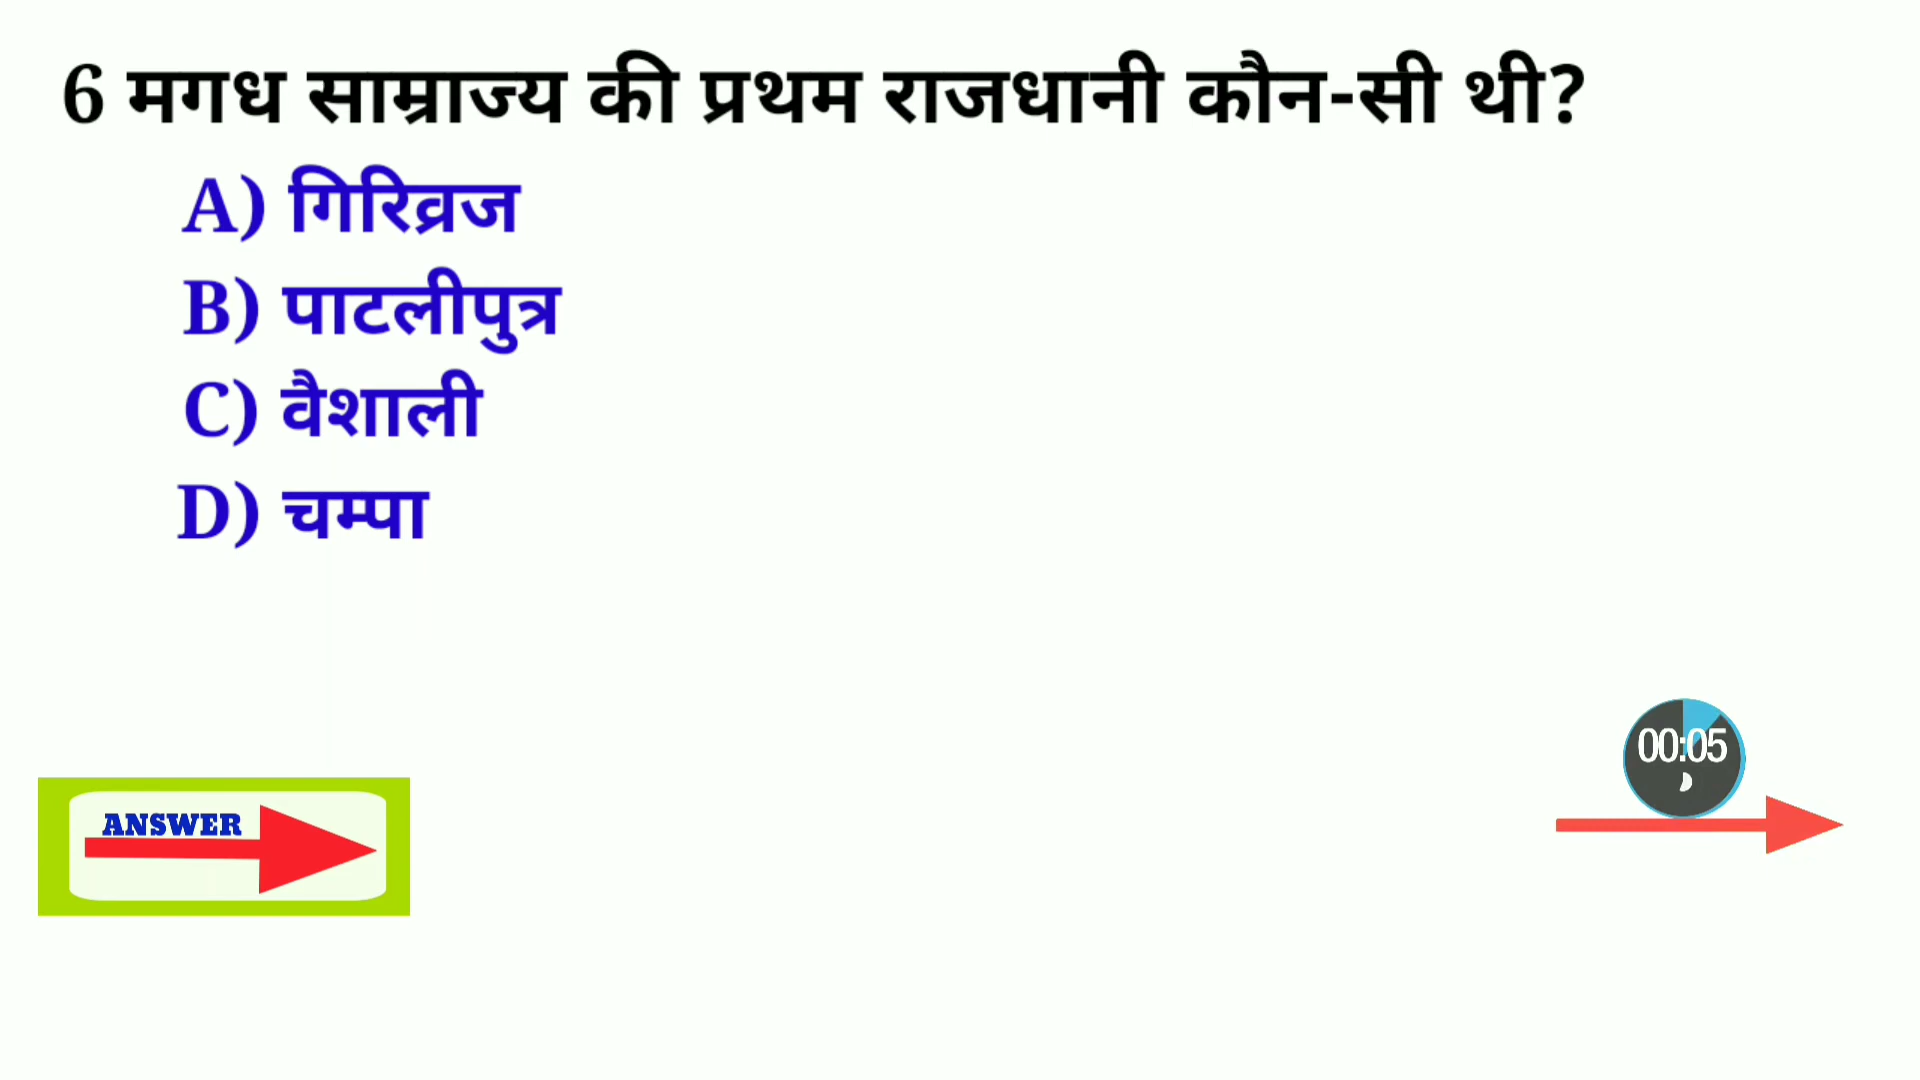 6 मगध साम्राज्य की प्रथम राजधानी कौन-सी थी?
A) गिरिव्रज
B) पाटलीपुत्र
C) वैशाली
D) चम्पा
00:05
ANSWER